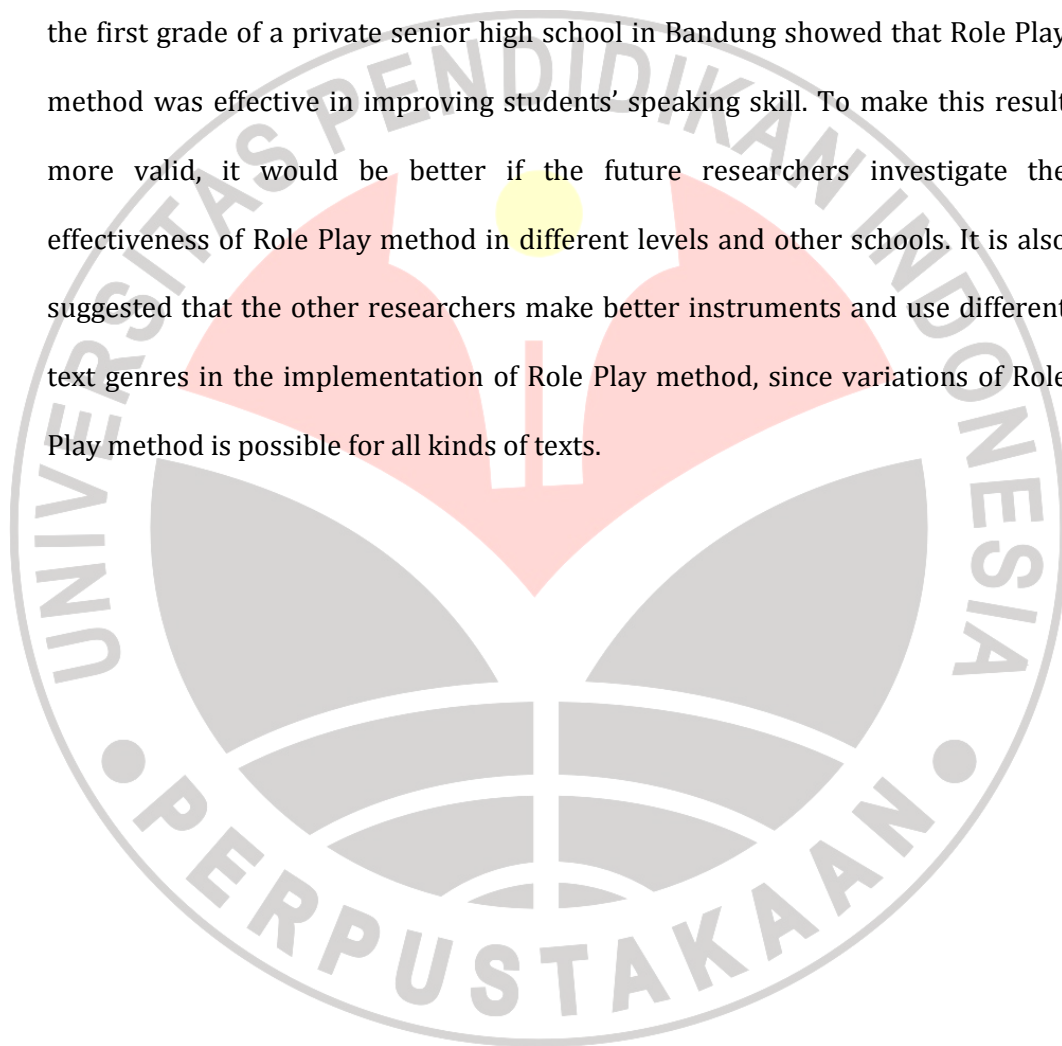 the first grade of a private senior high school in Bandung showed that Role Play
method was effective in improving students’ speaking skill. To make this result
more valid, it would be better if the future researchers investigate the
effectiveness of Role Play method in different levels and other schools. It is also
suggested that the other researchers make better instruments and use different
text genres in the implementation of Role Play method, since variations of Role
Play method is possible for all kinds of texts.
UNIVERSITAS PENDIDIKAN INDONESIA
PERPUSTAKAAN